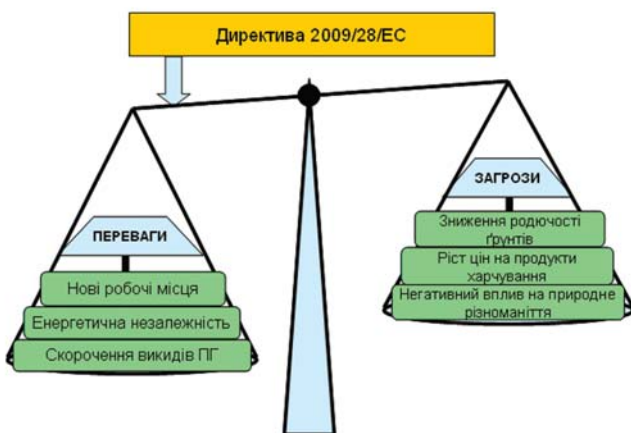 Директива 2009/28/ЕС
ПЕРЕВАГИ
Нові робочі місця
Енергетична незалежність
Скорочення викидів ПГ
ЗАГРОЗИ
Зниження родючості
ґрунтів
Ріст цін на продукти
харчування
Негативний вплив на природне
різноманіття